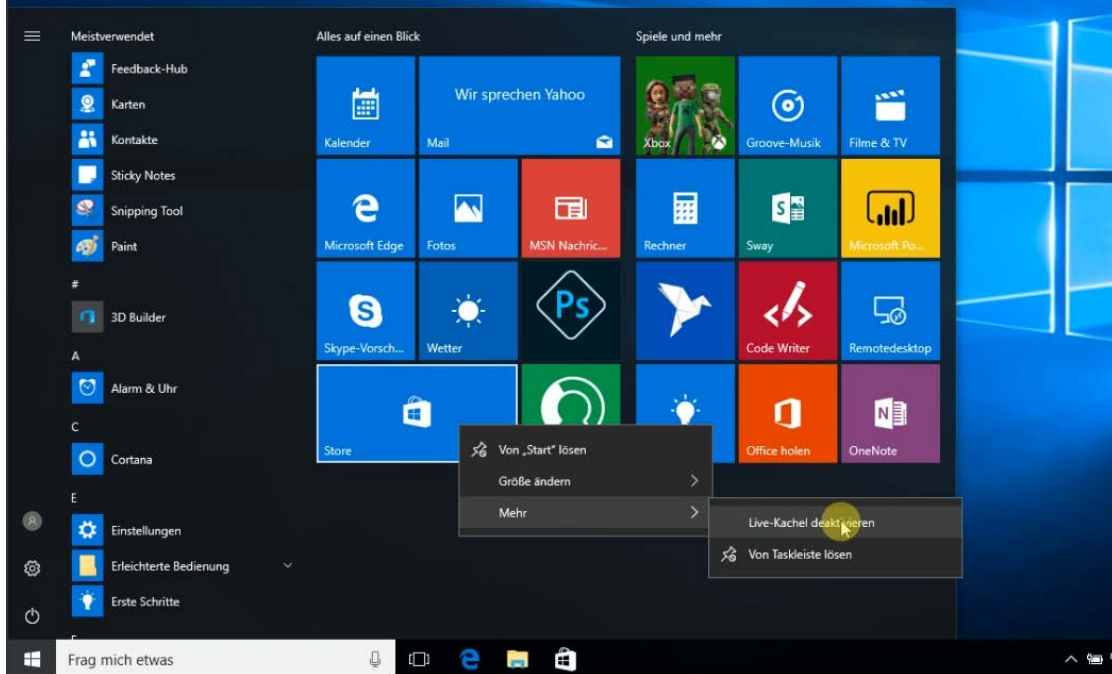 Meistverwendet
Feedback-Hub
Karten
Kontakte
Sticky Notes
Snipping Tool
Paint
#
3D Builder
A
Alarm & Uhr
C
Cortana
E
Einstellungen
Erleichterte Bedienung
Erste Schritte
Alles auf einen Blick
Wir sprechen Yahoo
Kalender
Mail
Microsoft Edge
Fotos
MSN Nachric...
Skype-Vorsch...
Wetter
Ps
Store
Spiele und mehr
Xbox
Groove-Musik
Filme & TV
Rechner
Sway
Microsoft Po...
Code Writer
Remotedesktop
Office holen
OneNote
Von „Start“ lösen
Größe ändern
Mehr
Live-Kachel deaktivieren
Von Taskleiste lösen
Frag mich etwas